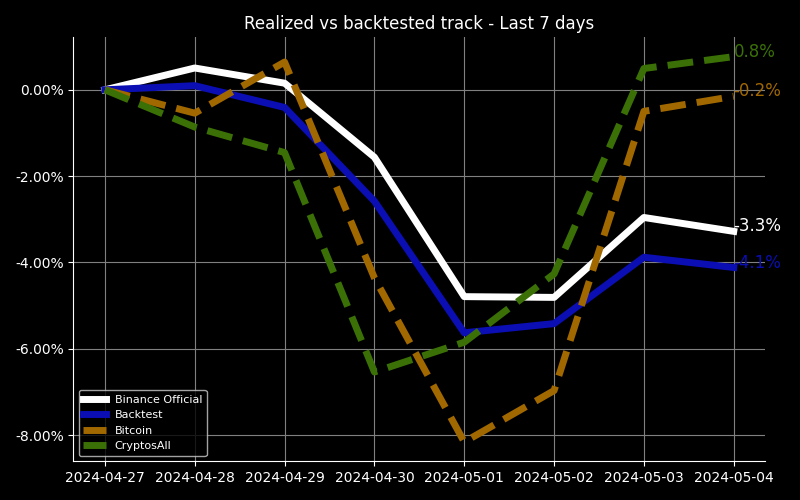 Realized vs backtested track - Last 7 days
0.00%
-2.00%
-4.00%
-6.00%
-8.00%
0.8%
-0.2%
-3.3%
-4.1%
Binance Official
Backtest
Bitcoin
CryptosAll
2024-04-27 2024-04-28 2024-04-29 2024-04-30 2024-05-01 2024-05-02 2024-05-03 2024-05-04